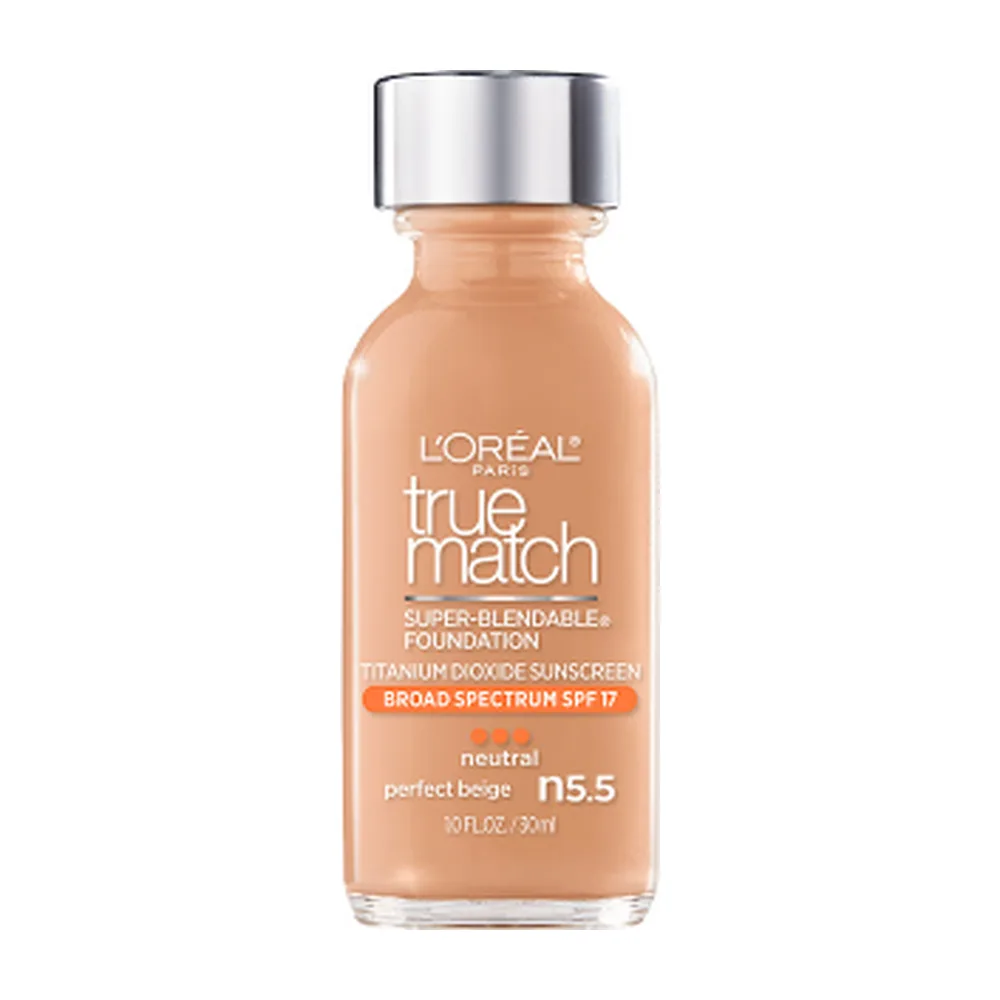 L'ORÉAL®
PARIS
true
match
SUPER-BLENDABLE®
FOUNDATION
TITANIUM DIOXIDE SUNSCREEN
BROAD SPECTRUM SPF 17
neutral
perfect beige n5.5
1.0 FL.OZ./30ml